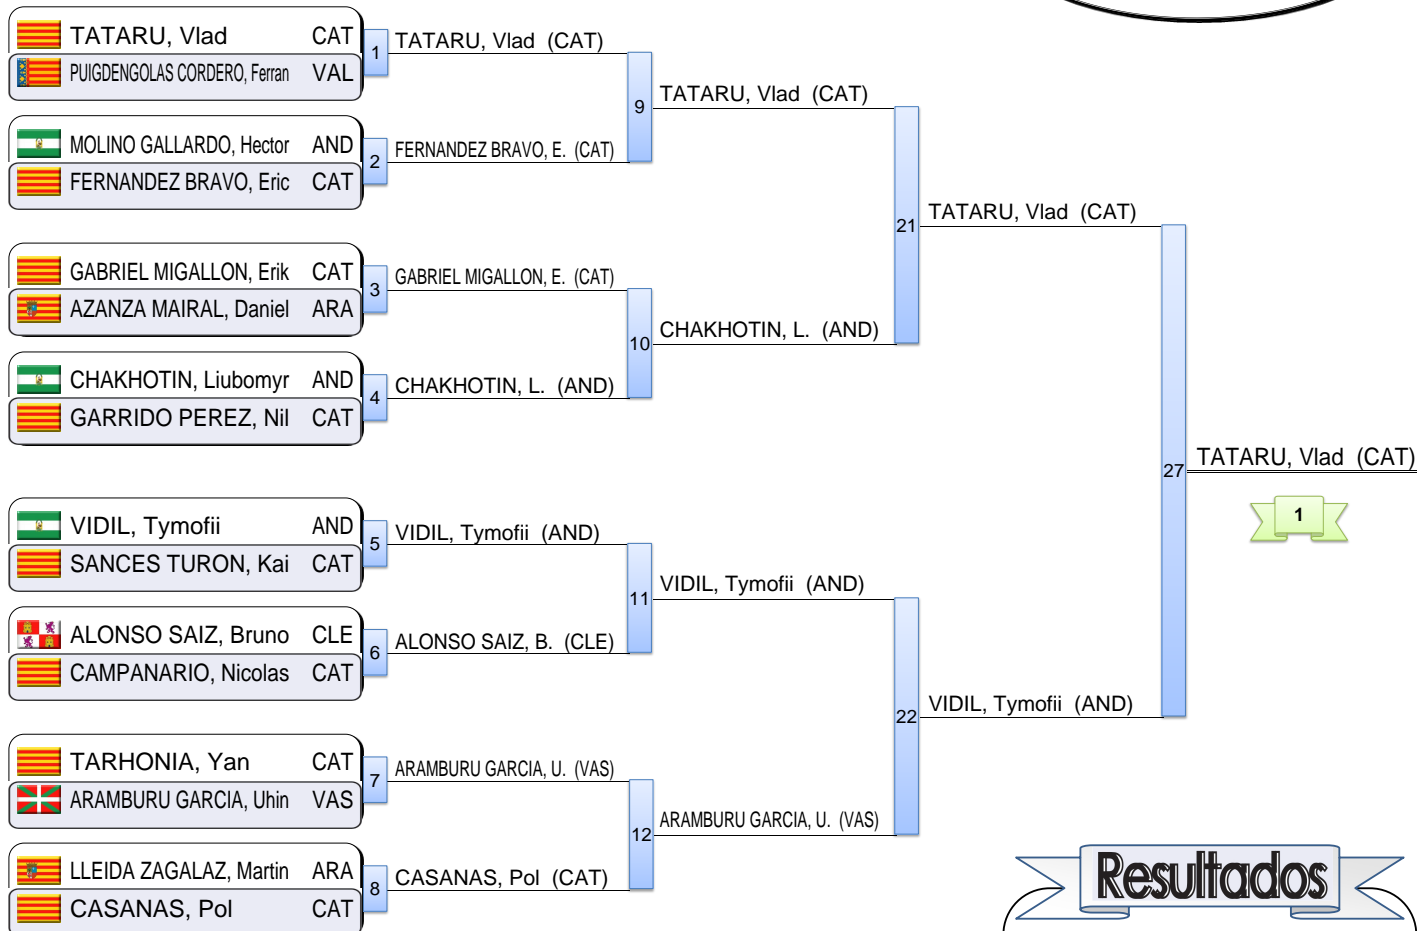 TATARU, Vlad CAT
PUIGDENGOLAS CORDERO, Ferran VAL
1
TATARU, Vlad (CAT)
MOLINO GALLARDO, Hector AND
FERNANDEZ BRAVO, Eric CAT
2
FERNANDEZ BRAVO, E. (CAT)
9
TATARU, Vlad (CAT)
GABRIEL MIGALLON, Erik CAT
AZANZA MAIRAL, Daniel ARA
3
GABRIEL MIGALLON, E. (CAT)
CHAKHOTIN, Liubomyr AND
GARRIDO PEREZ, Nil CAT
4
CHAKHOTIN, L. (AND)
10
CHAKHOTIN, L. (AND)
21
TATARU, Vlad (CAT)
VIDIL, Tymofii AND
SANCES TURON, Kai CAT
5
VIDIL, Tymofii (AND)
ALONSO SAIZ, Bruno CLE
CAMPANARIO, Nicolas CAT
6
ALONSO SAIZ, B. (CLE)
11
VIDIL, Tymofii (AND)
TARHONIA, Yan CAT
ARAMBURU GARCIA, Uhin VAS
7
ARAMBURU GARCIA, U. (VAS)
LLEIDA ZAGALAZ, Martin ARA
CASANAS, Pol CAT
8
CASANAS, Pol (CAT)
12
ARAMBURU GARCIA, U. (VAS)
22
VIDIL, Tymofii (AND)
27
TATARU, Vlad (CAT)
1
Resultados